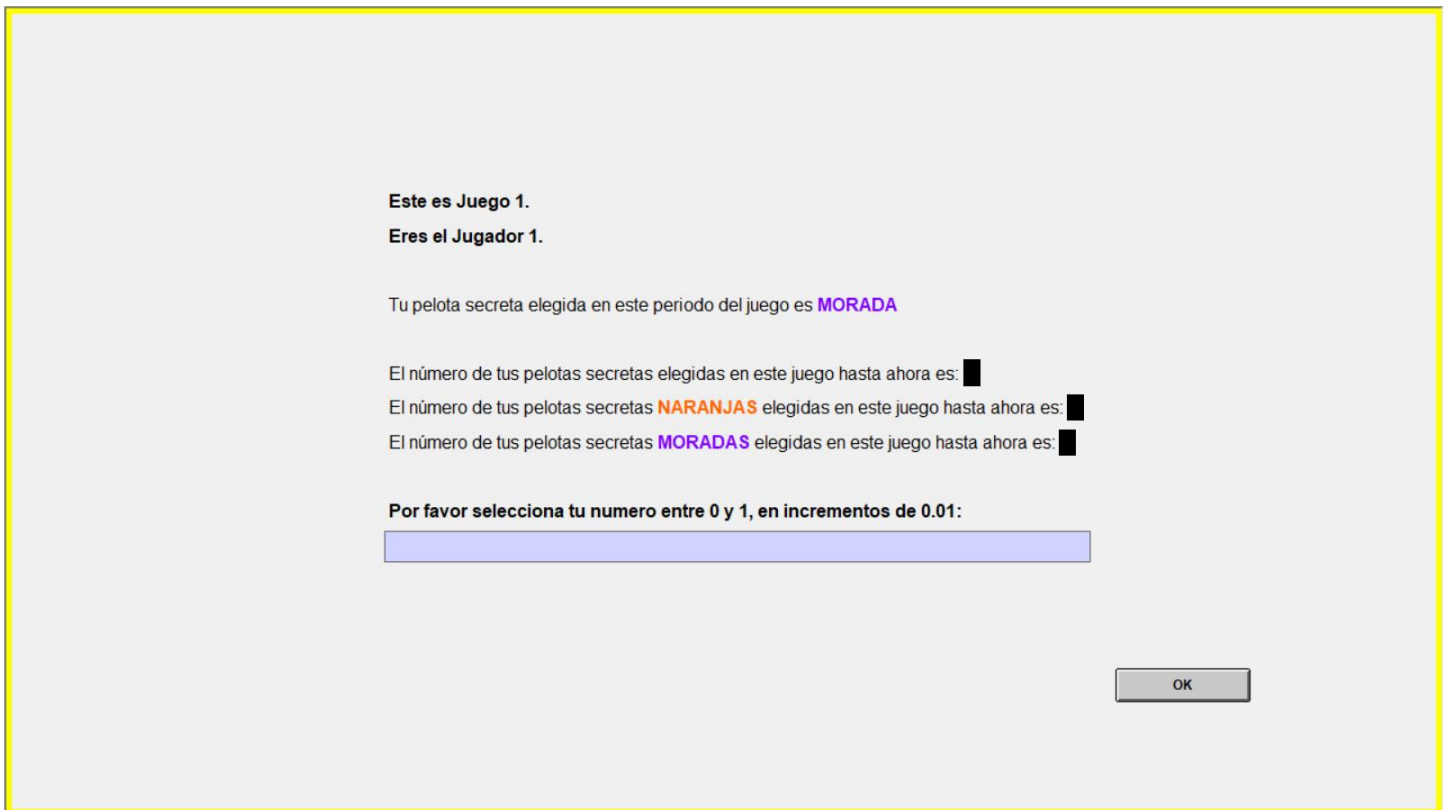 Este es Juego 1.
Eres el Jugador 1.
Tu pelota secreta elegida en este periodo del juego es MORADA
El número de tus pelotas secretas elegidas en este juego hasta ahora es:
El número de tus pelotas secretas NARANJAS elegidas en este juego hasta ahora es:
El número de tus pelotas secretas MORADAS elegidas en este juego hasta ahora es:
Por favor selecciona tu numero entre 0 y 1, en incrementos de 0.01:
OK